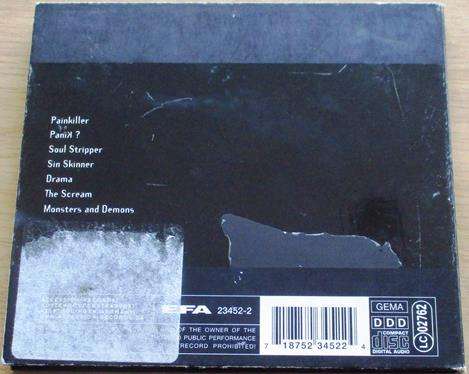 Painkiller
Panik ?
Soul Stripper
Sin Skinner
Drama
The Scream
Monsters and Demons
EFA 23452-2
OF THE OWNER OF THE
PUBLIC PERFORMANCE
RECORD PROHIBITED!
7 18752 34522 4
GEMA
DDD
COMPACT
disc
DIGITAL AUDIO
LC 02762